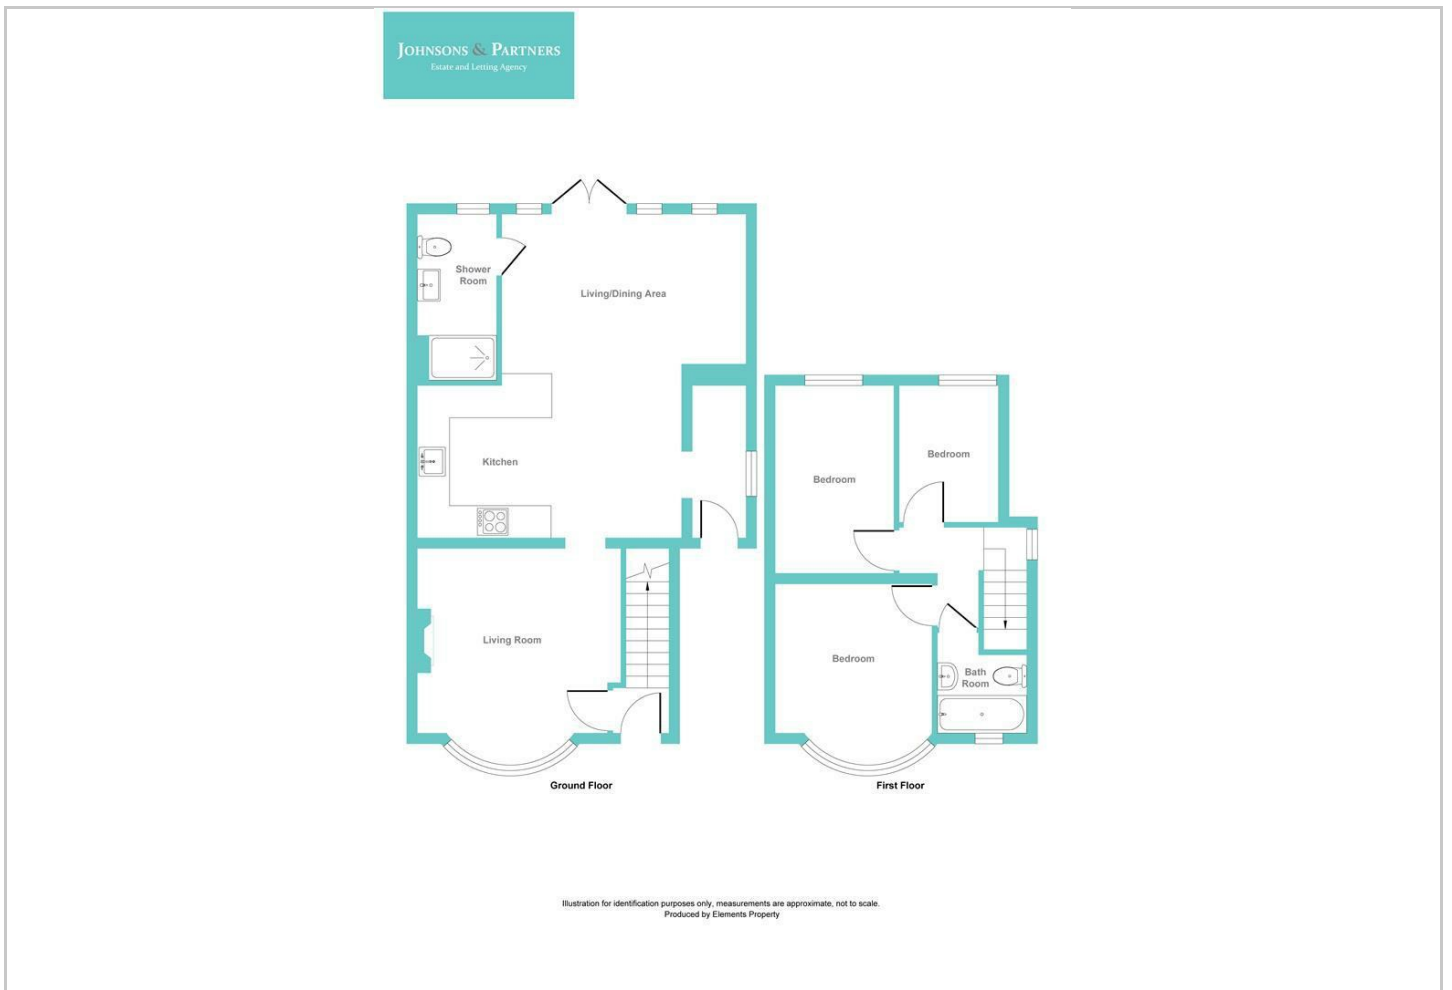 JOHNSONS & PARTNERS
Estate and Letting Agency
Shower
Room
Living/Dining Area
Kitchen
Living Room
Ground Floor
Bedroom
Bedroom
Bedroom
Bath
Room
First Floor
Illustration for identification purposes only, measurements are approximate, not to scale.
Produced by Elements Property